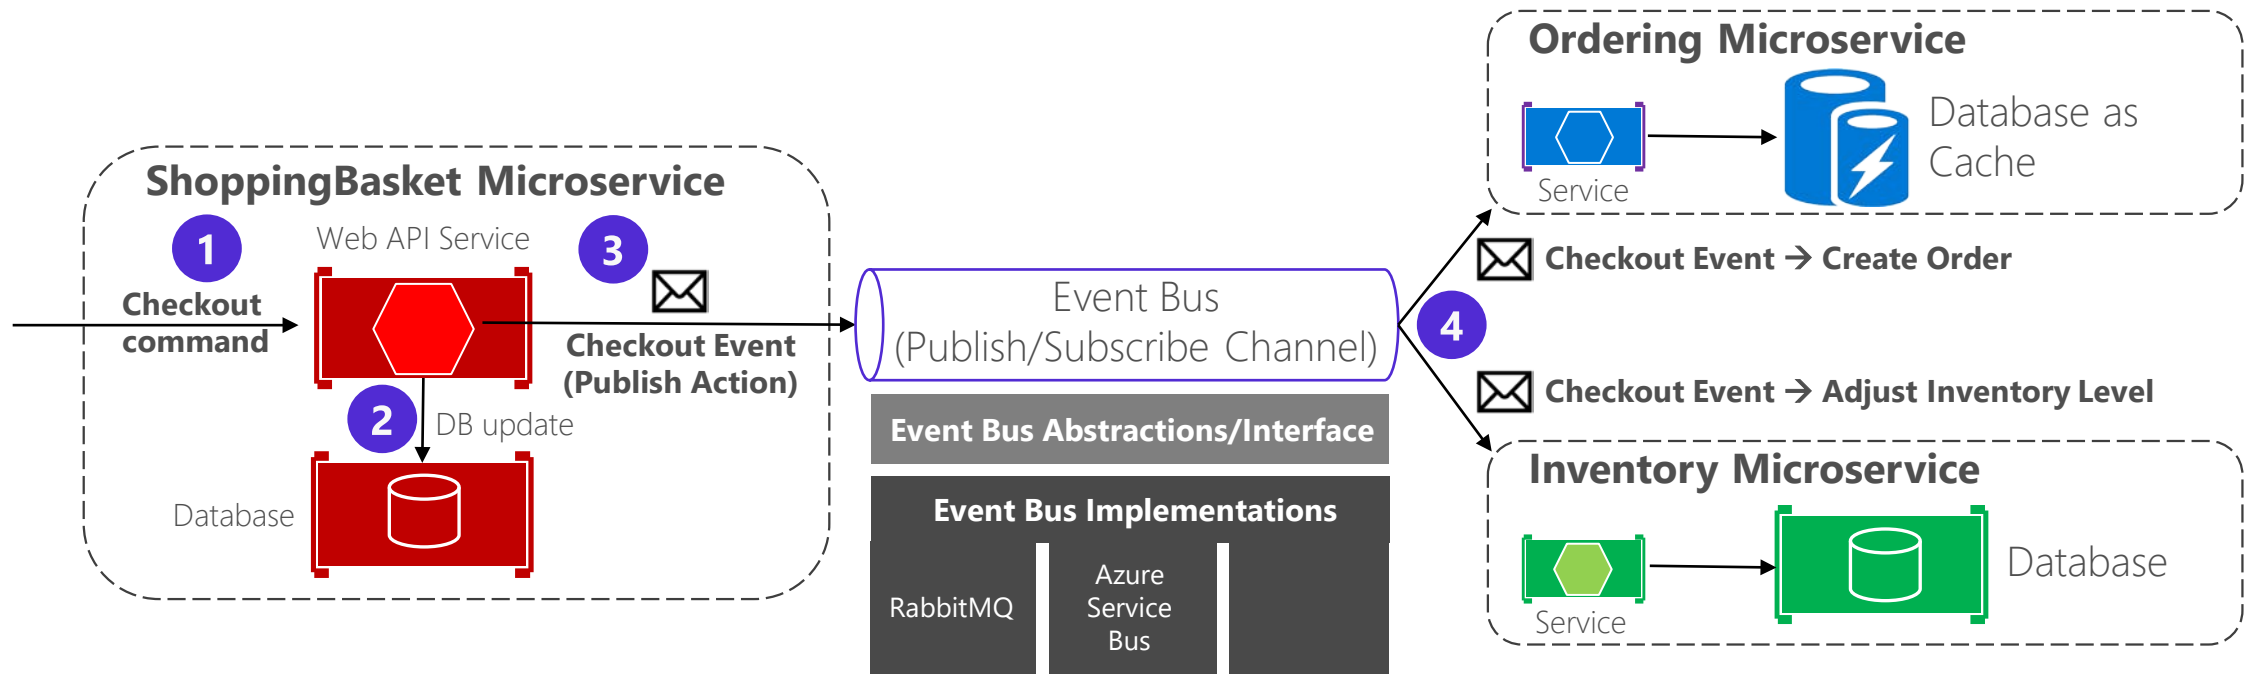 ShoppingBasket Microservice
1
Web API Service
3
Checkout
command
Checkout Event
(Publish Action)
2
DB update
Database
Event Bus
(Publish/Subscribe Channel)
Event Bus Abstractions/Interface
Event Bus Implementations
RabbitMQ
Azure
Service
Bus
4
Ordering Microservice
Service
Database as
Cache
Checkout Event → Create Order
Checkout Event → Adjust Inventory Level
Inventory Microservice
Service
Database